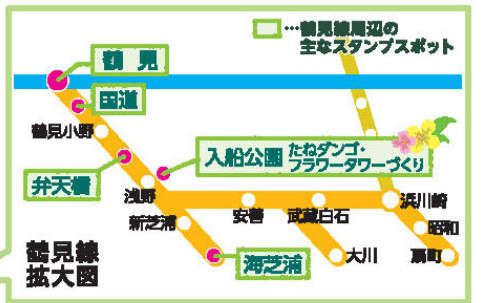 …鶴見線周辺の
主なスタンプスポット
鶴見
国道
鶴見小野
弁天橋
入船公園 たねダンゴ・
フラワータワーづくり
浅野
新芝浦
海芝浦
安善
武蔵白石
大川
浜川崎
昭和
扇町
鶴見線
拡大図